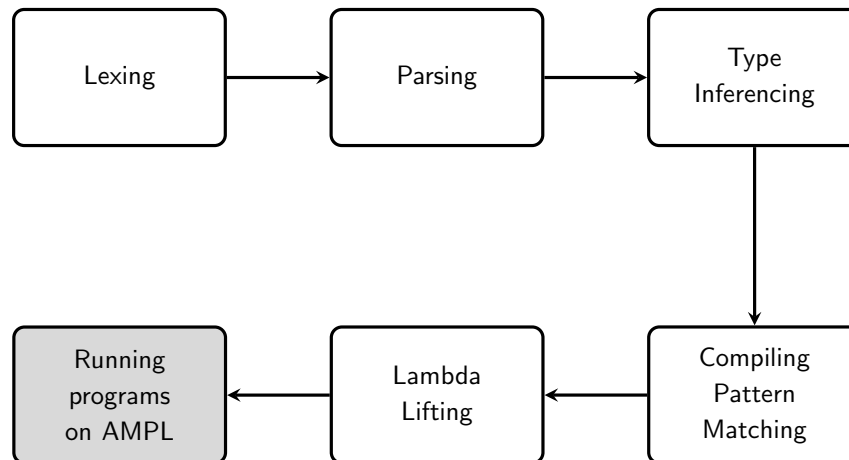 Lexing
Parsing
Type
Inferencing
Compiling
Pattern
Matching
Lambda
Lifting
Running
programs
on AMPL